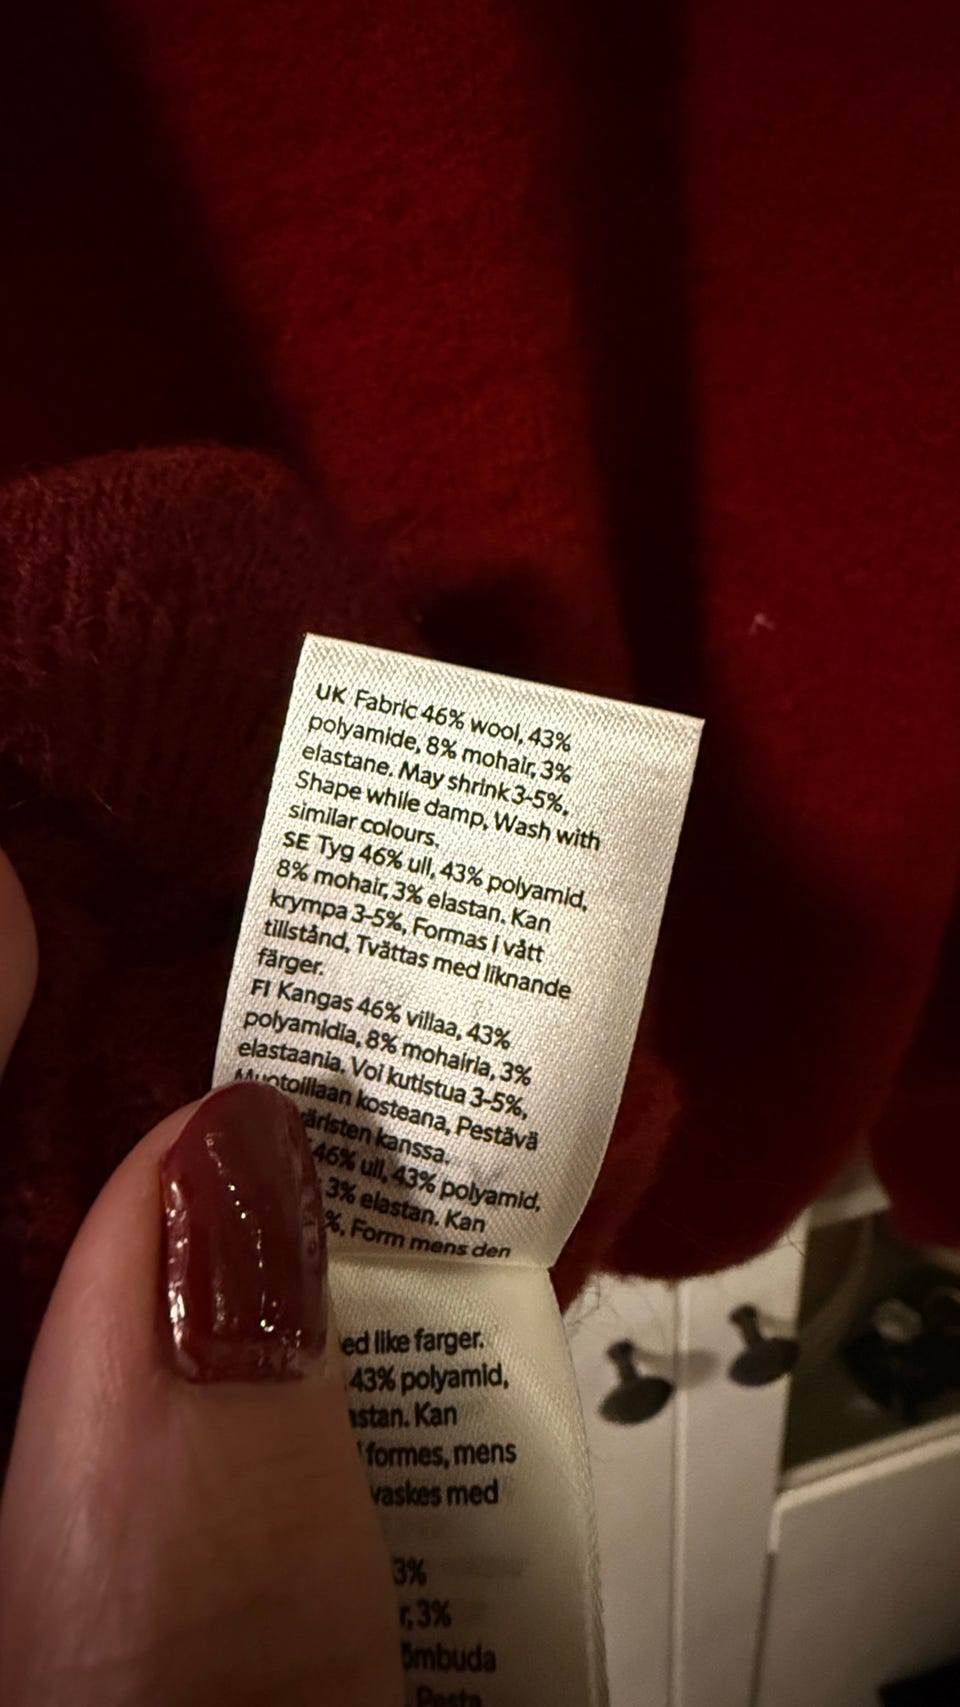 UK Fabric 46% wool, 43%
polyamide, 8% mohair, 3%
elastane. May shrink 3-5%,
Shape while damp, Wash with
similar colours.
SE Tyg 46% ull, 43% polyamid,
8% mohair, 3% elastan. Kan
krympa 3-5%, Formas i vått
tillstånd, Tvättas med liknande
färger.
FI Kangas 46% villaa, 43%
polyamidia, 8% mohairia, 3%
elastaania. Voi kutistua 3-5%,
Muotoillaan kosteana, Pestävä
äristen kanssa.
46% ull, 43% polyamid,
3% elastan. Kan
%, Form mens den
ed like farger.
43% polyamid,
astan. Kan
formes, mens
vaskes med
3%
r, 3%
ömbuda
. Pesta